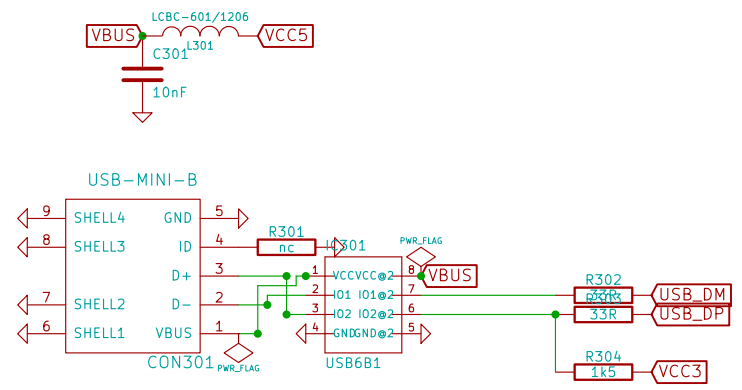 LCBC-601/1206
VBUS
VCC5
L301
C301
10nF
USB-MINI-B
9 SHELL4 GND 5
8 SHELL3 ID 4
D+ 3
7 SHELL2 D- 2
6 SHELL1 VBUS 1
CON301
PWR_FLAG
R301
nc
IC301
PWR_FLAG
1 VCC VCC@2 8
VBUS
2 IO1 IO1@2 7
3 IO2 IO2@2 6
4 GND GND@2 5
USB6B1
R302
33R
USB_DM
R303
33R
USB_DP
R304
1k5
VCC3